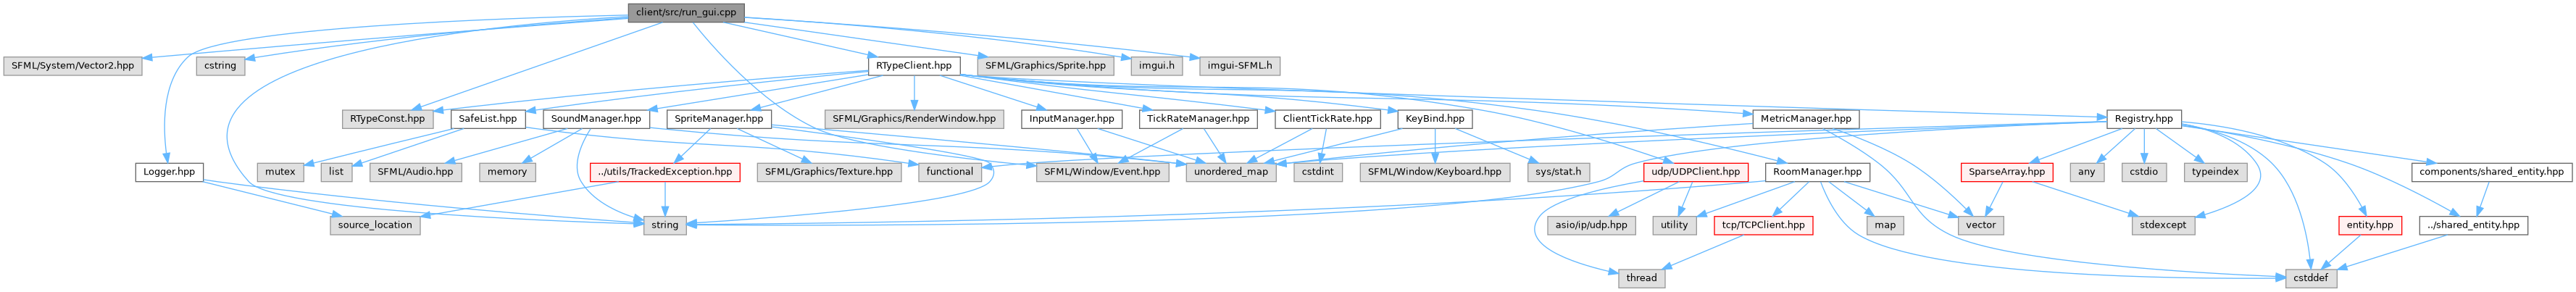 client/src/run_gui.cpp
SFML/System/Vector2.hpp
cstring
RTypeClient.hpp
SFML/Graphics/Sprite.hpp
imgui.h
imgui-SFML.h
RTypeConst.hpp
SafeList.hpp
SoundManager.hpp
SpriteManager.hpp
SFML/Graphics/RenderWindow.hpp
InputManager.hpp
TickRateManager.hpp
ClientTickRate.hpp
KeyBind.hpp
MetricManager.hpp
Registry.hpp
Logger.hpp
mutex
list
SFML/Audio.hpp
memory
../utils/TrackedException.hpp
SFML/Graphics/Texture.hpp
functional
SFML/Window/Event.hpp
unordered_map
cstdint
SFML/Window/Keyboard.hpp
sys/stat.h
udp/UDPClient.hpp
RoomManager.hpp
SparseArray.hpp
any
cstdio
typeindex
components/shared_entity.hpp
source_location
string
asio/ip/udp.hpp
utility
tcp/TCPClient.hpp
map
vector
stdexcept
entity.hpp
../shared_entity.hpp
thread
cstddef